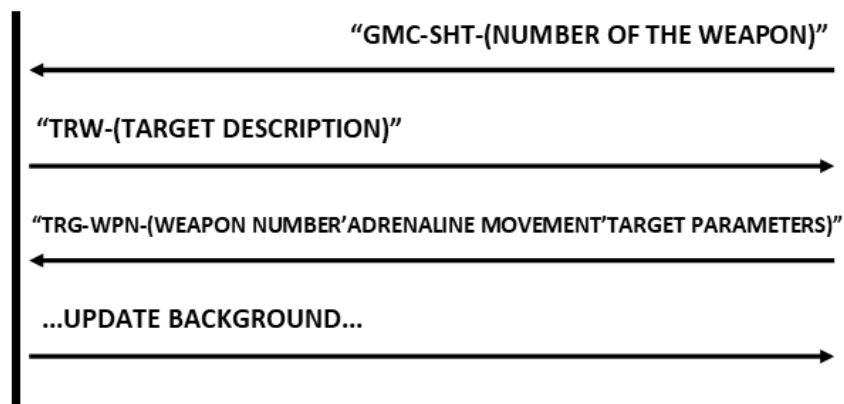 “GMC-SHT-(NUMBER OF THE WEAPON)”
“TRW-(TARGET DESCRIPTION)”
“TRG-WPN-(WEAPON NUMBER’ADRENALINE MOVEMENT’TARGET PARAMETERS)”
...UPDATE BACKGROUND...